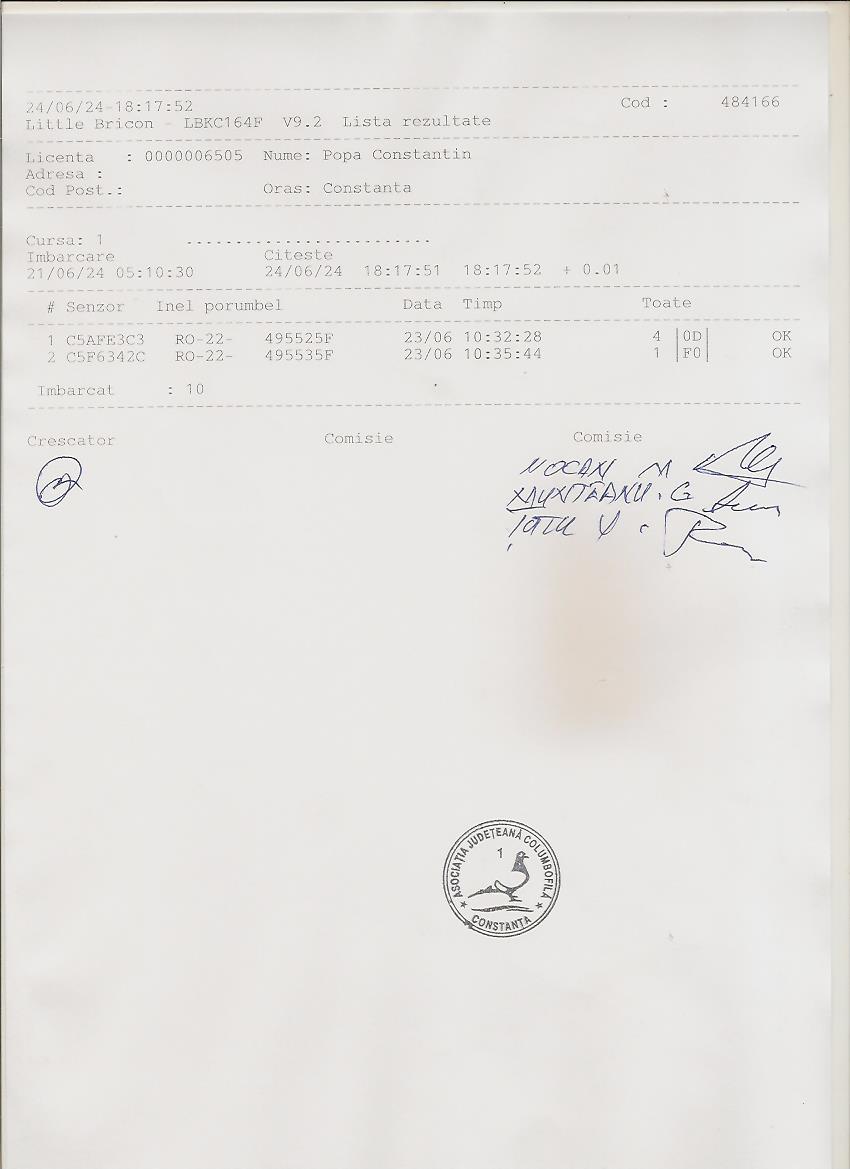 24/06/24-18:17:52 Cod : 484166
Little Bricon - LBKC164F V9.2 Lista rezultate
Licenta : 0000006505 Nume: Popa Constantin
Adresa :
Cod Post.: Oras: Constanta
Cursa: 1 .........................
Imbarcare Citeste
21/06/24 05:10:30 24/06/24 18:17:51 18:17:52 + 0.01
# Senzor Inel porumbel Data Timp Toate
1 C5AFE3C3 RO-22- 495525F 23/06 10:32:28 4 |0D| OK
2 C5F6342C RO-22- 495535F 23/06 10:35:44 1 |F0| OK
Imbarcat : 10
Crescator Comisie Comisie
MOCANU M
G
ASOCIAȚIA JUDEȚEANĂ COLUMBOFILĂ
1
CONSTANTA